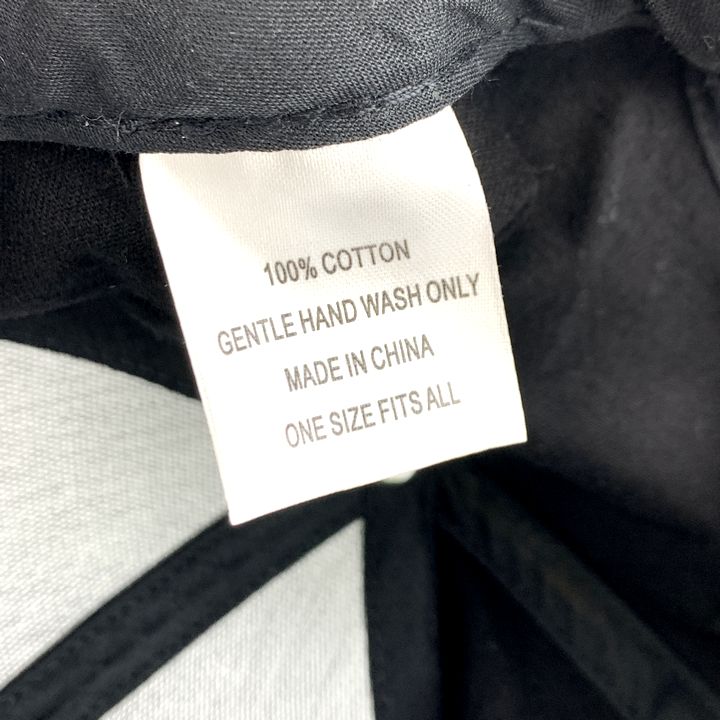 100% COTTON
GENTLE HAND WASH ONLY
MADE IN CHINA
ONE SIZE FITS ALL